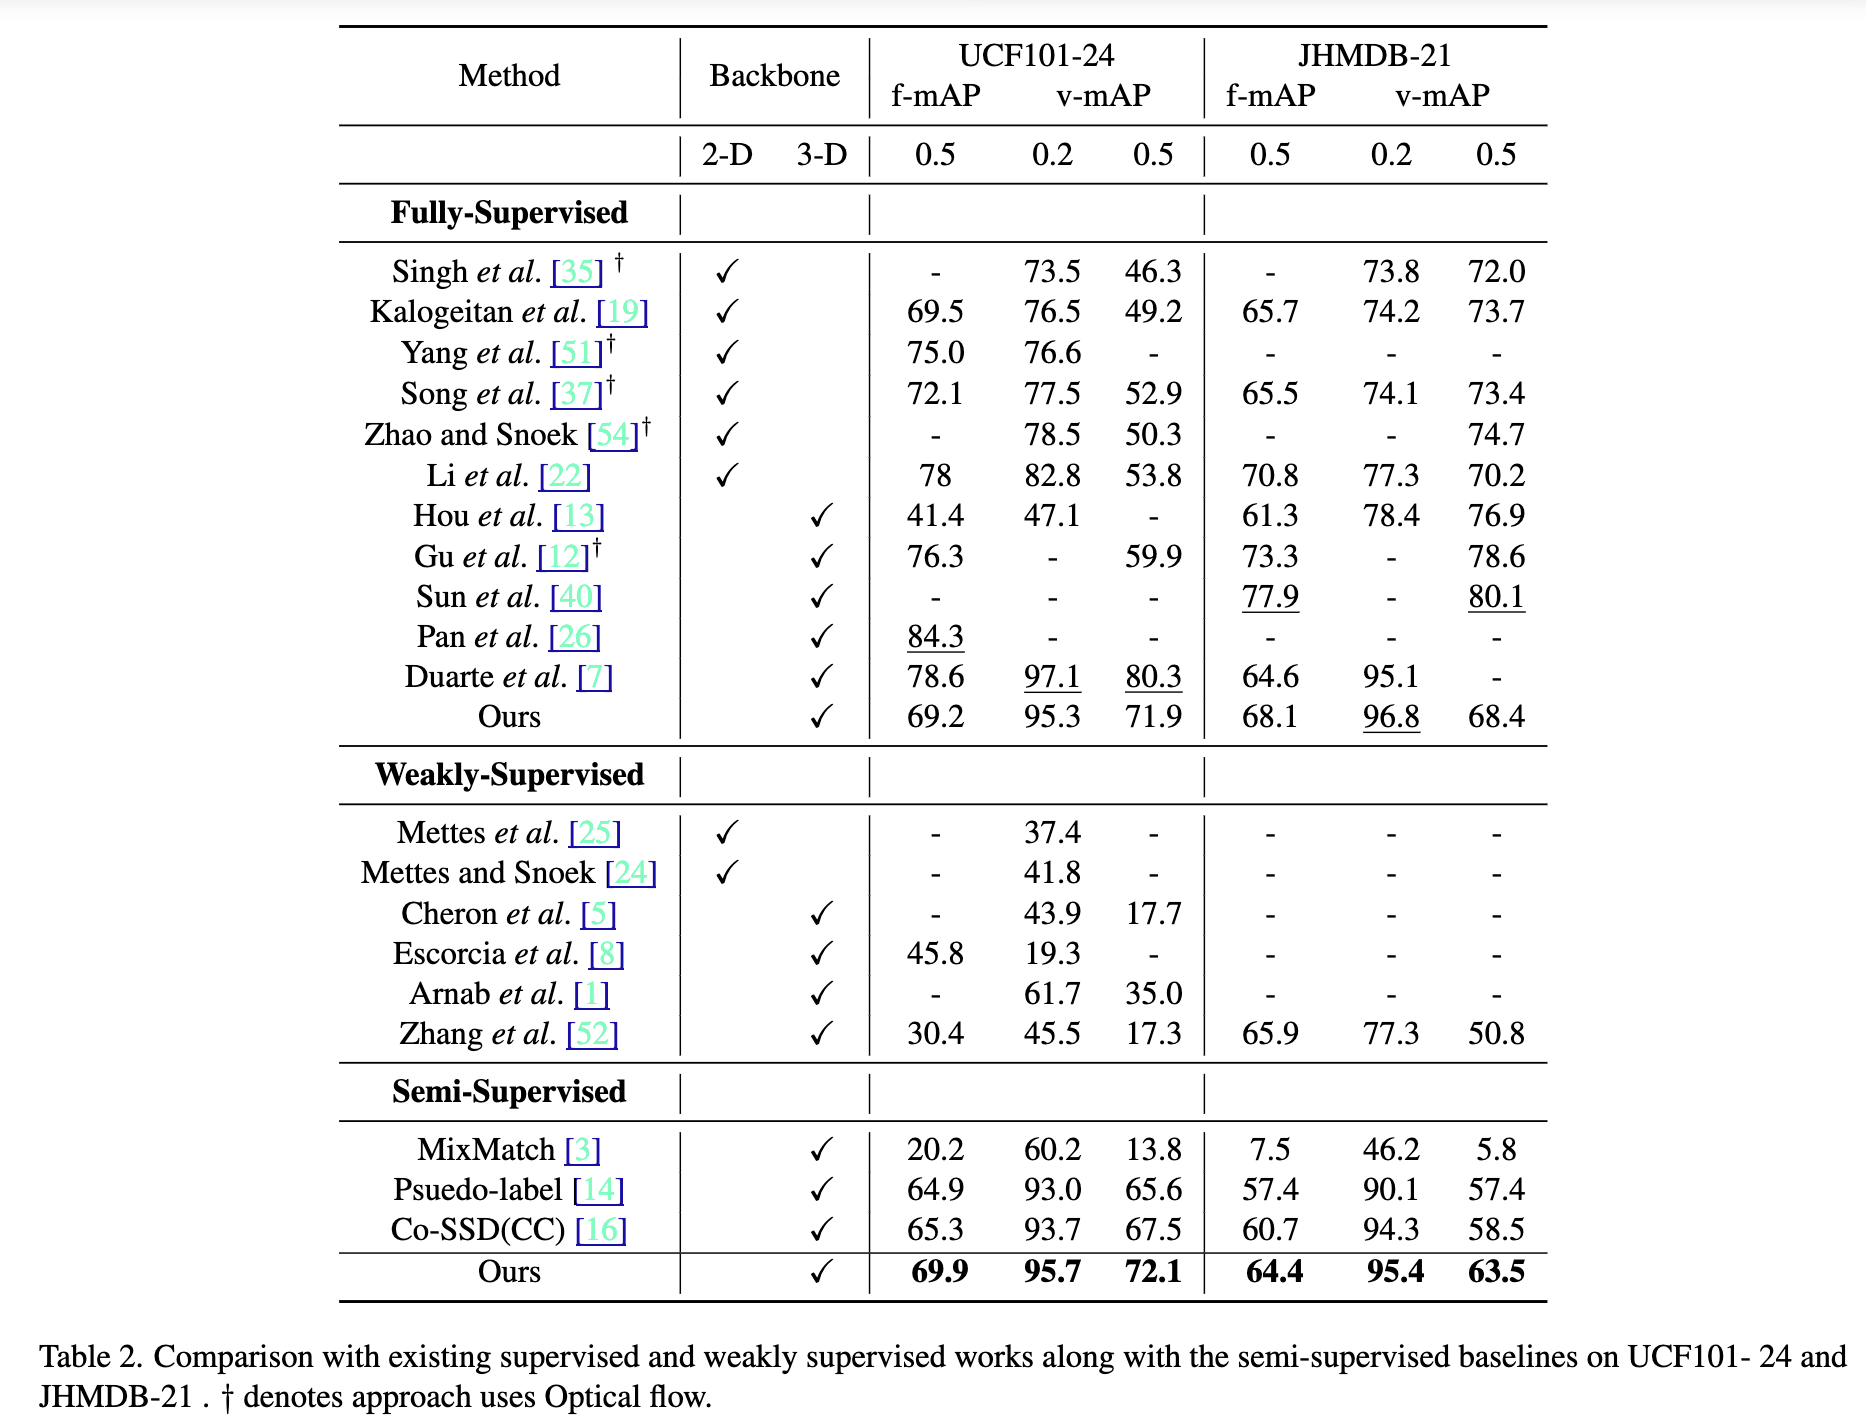 Method Backbone UCF101-24 JHMDB-21
f-mAP v-mAP f-mAP v-mAP
2-D 3-D 0.5 0.2 0.5 0.5 0.2 0.5
Fully-Supervised
Singh et al. [35] † ✓ - 73.5 46.3 - 73.8 72.0
Kalogeitan et al. [19] ✓ 69.5 76.5 49.2 65.7 74.2 73.7
Yang et al. [51]† ✓ 75.0 76.6 - - - -
Song et al. [37]† ✓ 72.1 77.5 52.9 65.5 74.1 73.4
Zhao and Snoek [54]† ✓ - 78.5 50.3 - - 74.7
Li et al. [22] ✓ 78 82.8 53.8 70.8 77.3 70.2
Hou et al. [13] ✓ 41.4 47.1 - 61.3 78.4 76.9
Gu et al. [12]† ✓ 76.3 - 59.9 73.3 - 78.6
Sun et al. [40] ✓ - - - 77.9 - 80.1
Pan et al. [26] ✓ 84.3 - - - - -
Duarte et al. [7] ✓ 78.6 97.1 80.3 64.6 95.1 -
Ours ✓ 69.2 95.3 71.9 68.1 96.8 68.4
Weakly-Supervised
Mettes et al. [25] ✓ - 37.4 - - - -
Mettes and Snoek [24] ✓ - 41.8 - - - -
Cheron et al. [5] ✓ - 43.9 17.7 - - -
Escorcia et al. [8] ✓ 45.8 19.3 - - - -
Arnab et al. [1] ✓ - 61.7 35.0 - - -
Zhang et al. [52] ✓ 30.4 45.5 17.3 65.9 77.3 50.8
Semi-Supervised
MixMatch [3] ✓ 20.2 60.2 13.8 7.5 46.2 5.8
Psuedo-label [14] ✓ 64.9 93.0 65.6 57.4 90.1 57.4
Co-SSD(CC) [16] ✓ 65.3 93.7 67.5 60.7 94.3 58.5
Ours ✓ 69.9 95.7 72.1 64.4 95.4 63.5
Table 2. Comparison with existing supervised and weakly supervised works along with the semi-supervised baselines on UCF101- 24 and
JHMDB-21 . † denotes approach uses Optical flow.